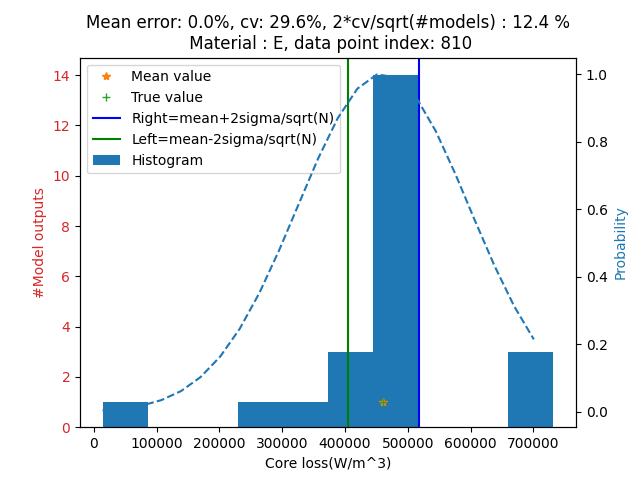 Mean error: 0.0%, cv: 29.6%, 2*cv/sqrt(#models) : 12.4 %
Material : E, data point index: 810
Mean value
True value
Right=mean+2sigma/sqrt(N)
Left=mean-2sigma/sqrt(N)
Histogram
14
12
10
8
6
4
2
0
#Model outputs
1.0
0.8
0.6
0.4
0.2
0.0
Probability
0 100000 200000 300000 400000 500000 600000 700000
Core loss(W/m^3)